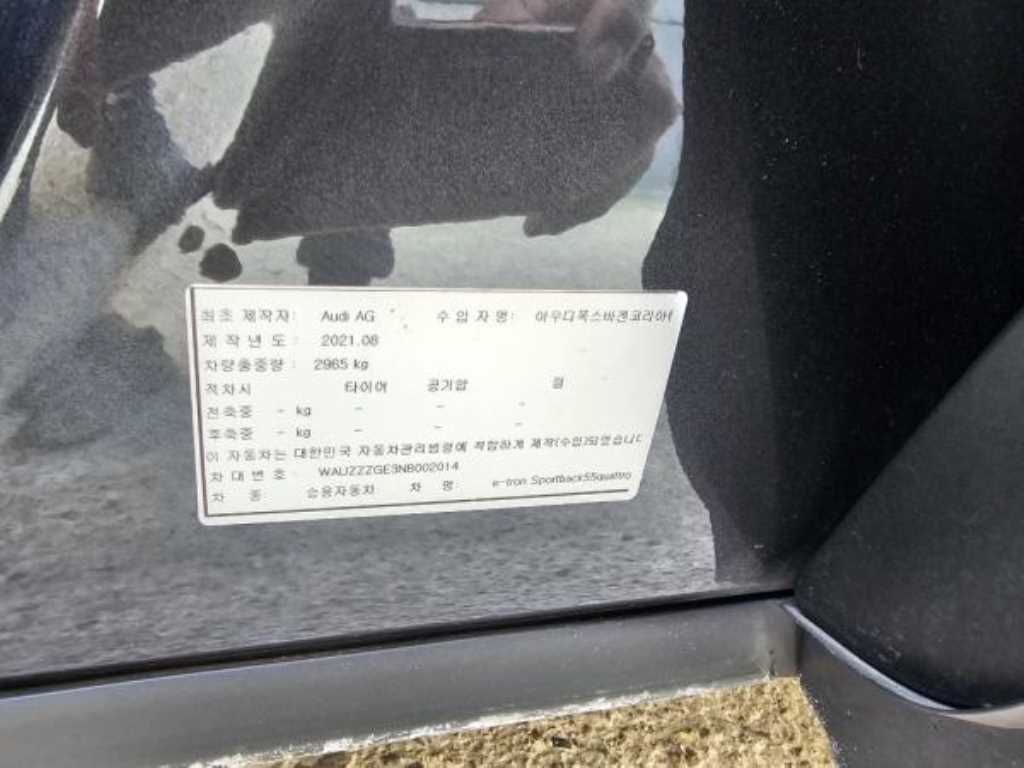 최초 제작자: Audi AG 수 입 자 명: 아우디폭스바겐코리아(
제 작 년 도 : 2021.08
차량총중량 : 2965 kg
적차시 타이어 공기압 림
전축중 - kg - - -
후축중 - kg - - -
이 자동차는 대한민국 자동차관리법령에 적합하게 제작(수입)되었습니다
차 대 번 호 : WAUZZZGE3NB002014
차 종 : 승용자동차 차 명: e-tron Sportback55quattro